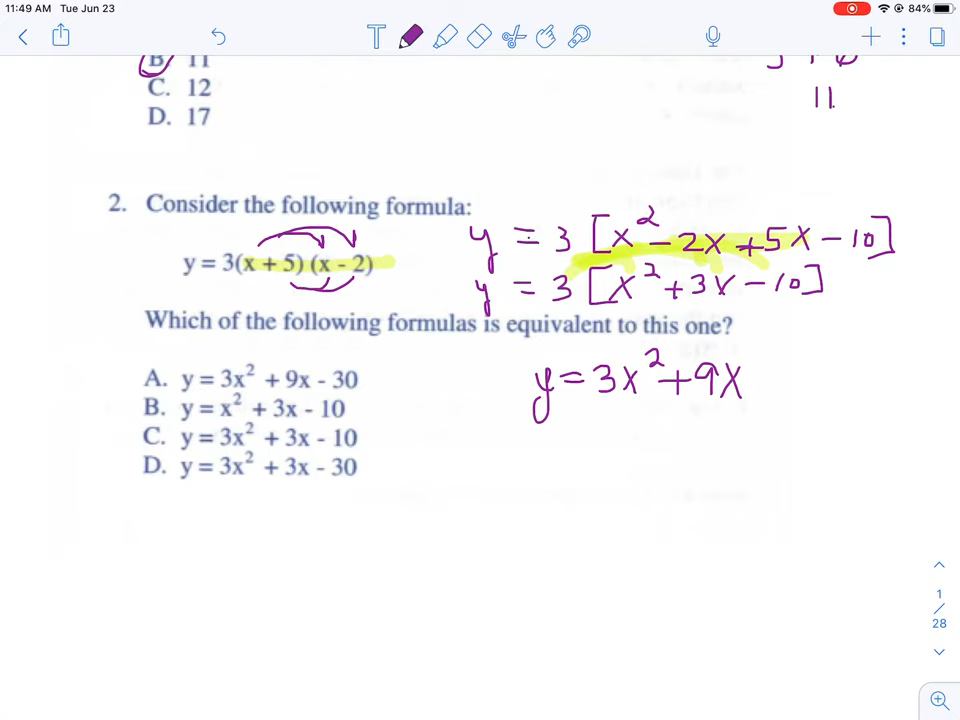 11:49 AM Tue Jun 23
84%
B. 11
C. 12
D. 17
11
2. Consider the following formula:
y = 3(x + 5) (x - 2)
y = 3 [x² - 2x + 5x - 10]
y = 3 [x² + 3x - 10]
Which of the following formulas is equivalent to this one?
A. y = 3x² + 9x - 30
B. y = x² + 3x - 10
C. y = 3x² + 3x - 10
D. y = 3x² + 3x - 30
y = 3x² + 9x
1
/
28